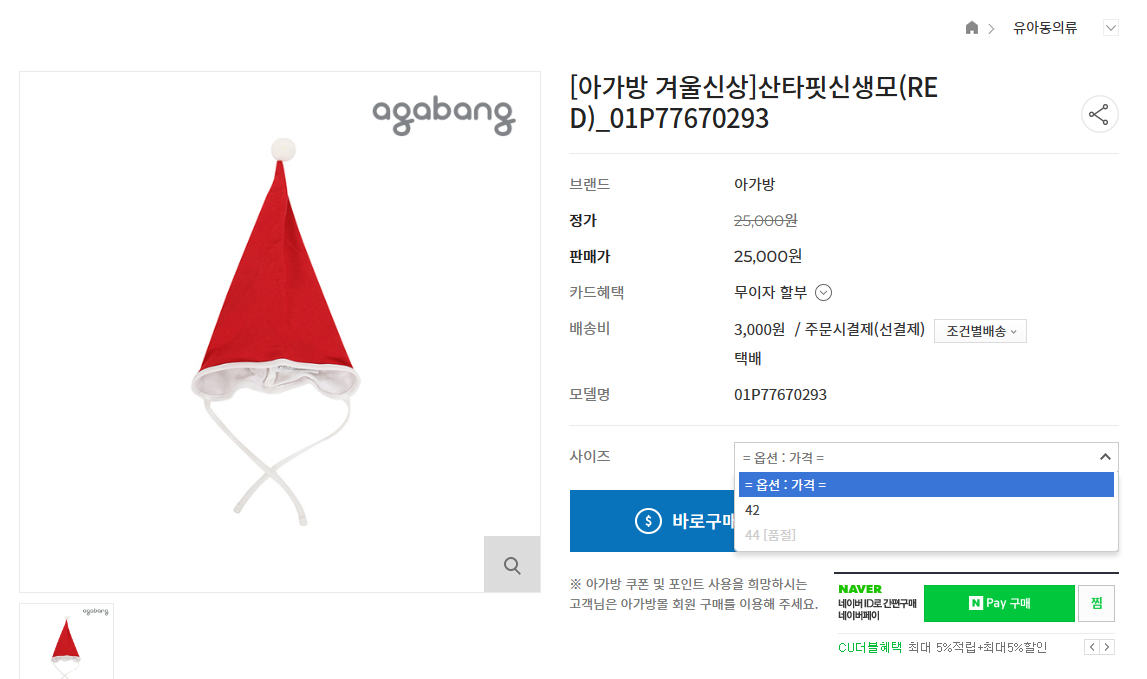 유아동의류
agabang
[아가방 겨울신상]산타핏신생모(RE
D)_01P77670293
브랜드 아가방
정가 25,000원
판매가 25,000원
카드혜택 무이자 할부
배송비 3,000원 / 주문시결제(선결제) 조건별배송
택배
모델명 01P77670293
사이즈 = 옵션 : 가격 =
= 옵션 : 가격 =
42
44 [품절]
$ 바로구매
※ 아가방 쿠폰 및 포인트 사용을 희망하시는
고객님은 아가방몰 회원 구매를 이용해 주세요.
NAVER
네이버 ID로 간편구매
네이버페이
N Pay 구매
찜
CU더블혜택 최대 5%적립+최대5%할인
agabang